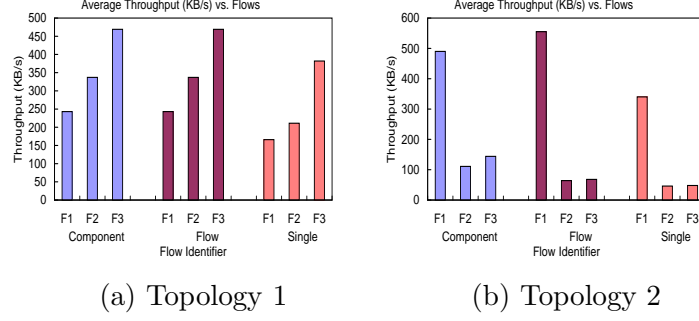 Average Throughput (KB/s) vs. Flows
500
450
400
350
300
250
200
150
100
50
0
Throughput (KB/s)
F1 F2 F3 F1 F2 F3 F1 F2 F3
Component Flow Single
Flow Identifier
(a) Topology 1
Average Throughput (KB/s) vs. Flows
600
500
400
300
200
100
0
Throughput (KB/s)
F1 F2 F3 F1 F2 F3 F1 F2 F3
Component Flow Single
Flow Identifier
(b) Topology 2